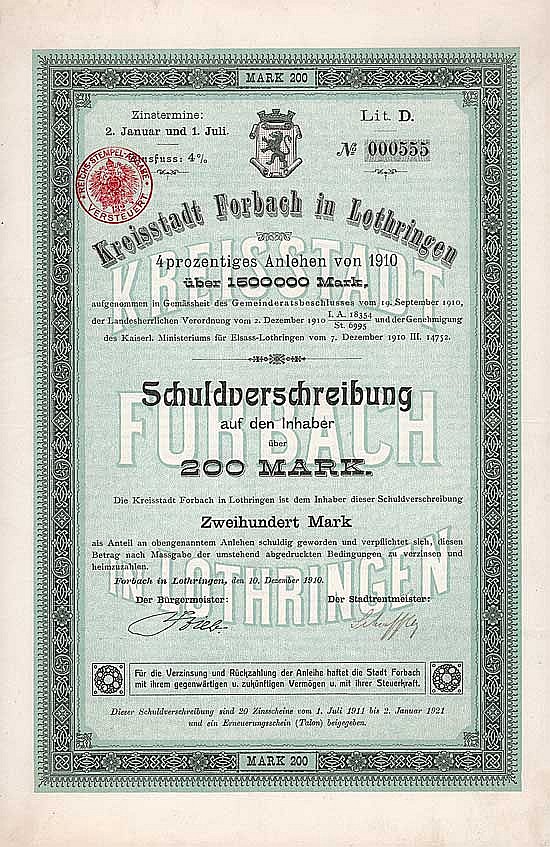 MARK 200
Zinstermine:
2. Januar und 1. Juli.
Zinsfuss: 4%
Lit. D.
№ 000555
REICHS-STEMPEL-ABGABE
VERSTEUERT
Kreisstadt Forbach in Lothringen
4prozentiges Anlehen von 1910
über 1500000 Mark,
aufgenommen in Gemässheit des Gemeinderatsbeschlusses vom 19. September 1910,
der Landesherrlichen Verordnung vom 2. Dezember 1910 I. A. 18354 / St. 6995 und der Genehmigung
des Kaiserl. Ministeriums für Elsass-Lothringen vom 7. Dezember 1910 III. 14752.
KREISSTADT
FORBACH
IN LOTHRINGEN
Schuldverschreibung
auf den Inhaber
über
200 MARK.
Die Kreisstadt Forbach in Lothringen ist dem Inhaber dieser Schuldverschreibung
Zweihundert Mark
als Anteil an obengenanntem Anlehen schuldig geworden und verpflichtet sich, diesen
Betrag nach Massgabe der umstehend abgedruckten Bedingungen zu verzinsen und
heimzuzahlen.
Forbach in Lothringen, den 10. Dezember 1910.
Der Bürgermeister:
Der Stadtrentmeister:
Für die Verzinsung und Rückzahlung der Anleihe haftet die Stadt Forbach
mit ihrem gegenwärtigen u. zukünftigen Vermögen u. mit ihrer Steuerkraft.
Dieser Schuldverschreibung sind 20 Zinsscheine vom 1. Juli 1911 bis 2. Januar 1921
und ein Erneuerungsschein (Talon) beigegeben.
MARK 200